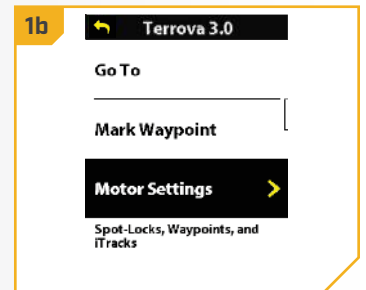 1b
Terrova 3.0
Go To
Mark Waypoint
Motor Settings
Spot-Locks, Waypoints, and
iTracks